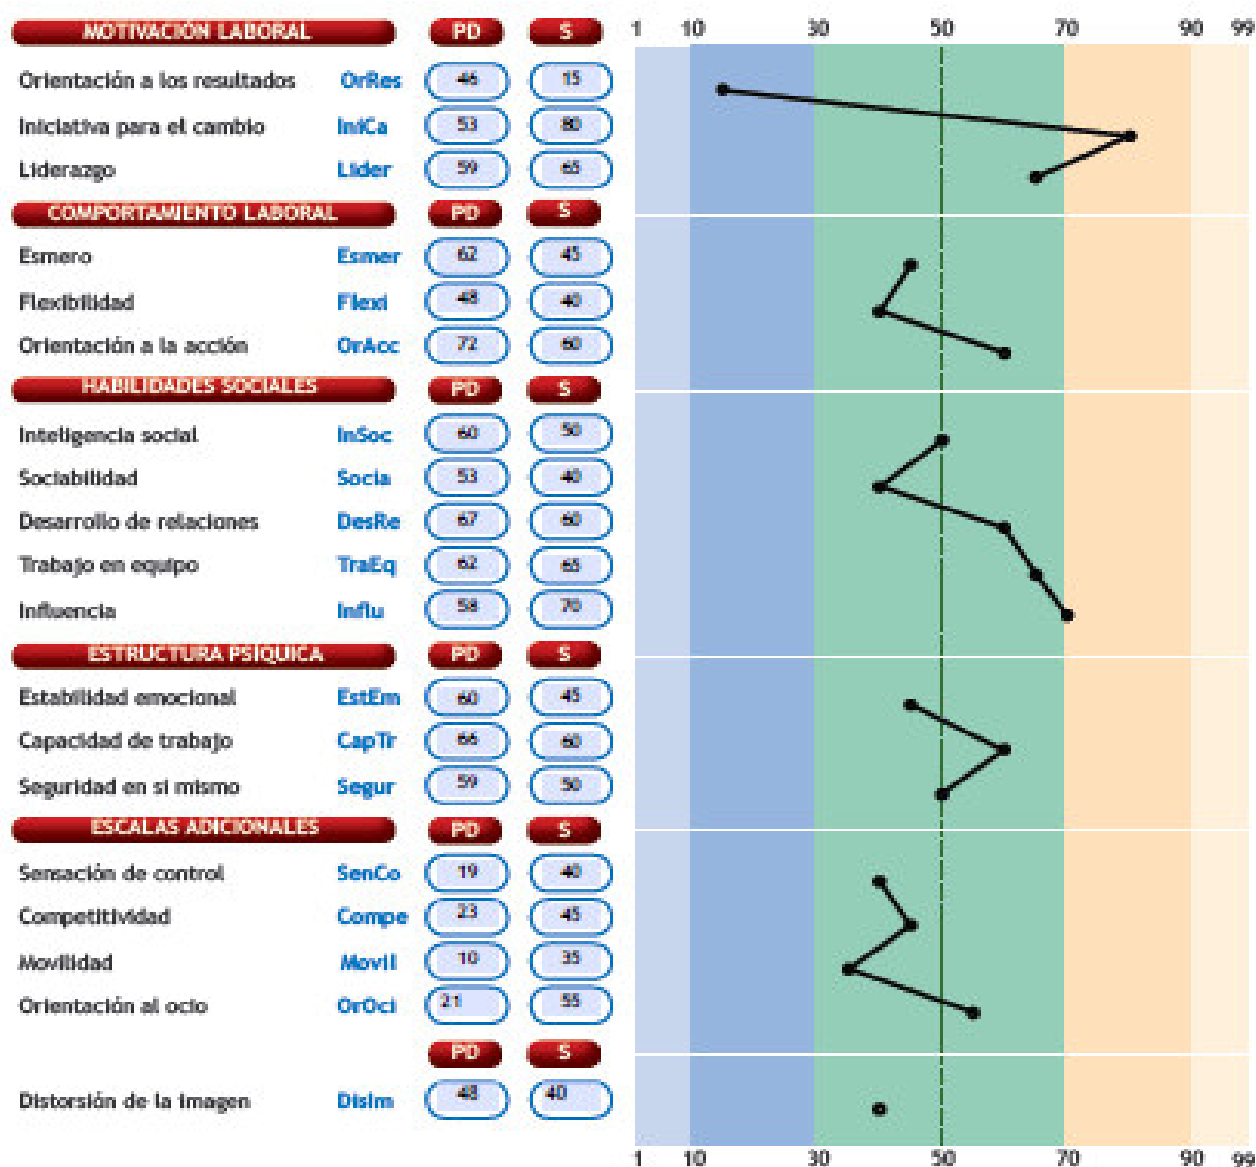 MOTIVACIÓN LABORAL PD S 1 10 30 50 70 90 99
Orientación a los resultados OrRes 46 15
Iniciativa para el cambio IniCa 53 80
Liderazgo Lider 59 65
COMPORTAMIENTO LABORAL PD S
Esmero Esmer 62 45
Flexibilidad Flexi 48 40
Orientación a la acción OrAcc 72 60
HABILIDADES SOCIALES PD S
Inteligencia social InSoc 60 50
Sociabilidad Socia 53 40
Desarrollo de relaciones DesRe 67 60
Trabajo en equipo TraEq 62 65
Influencia Influ 58 70
ESTRUCTURA PSÍQUICA PD S
Estabilidad emocional EstEm 60 45
Capacidad de trabajo CapTr 66 60
Seguridad en si mismo Segur 59 50
ESCALAS ADICIONALES PD S
Sensación de control SenCo 19 40
Competitividad Compe 23 45
Movilidad Movil 10 35
Orientación al ocio OrOci 21 55
PD S
Distorsión de la imagen DisIm 48 40
1 10 30 50 70 90 99